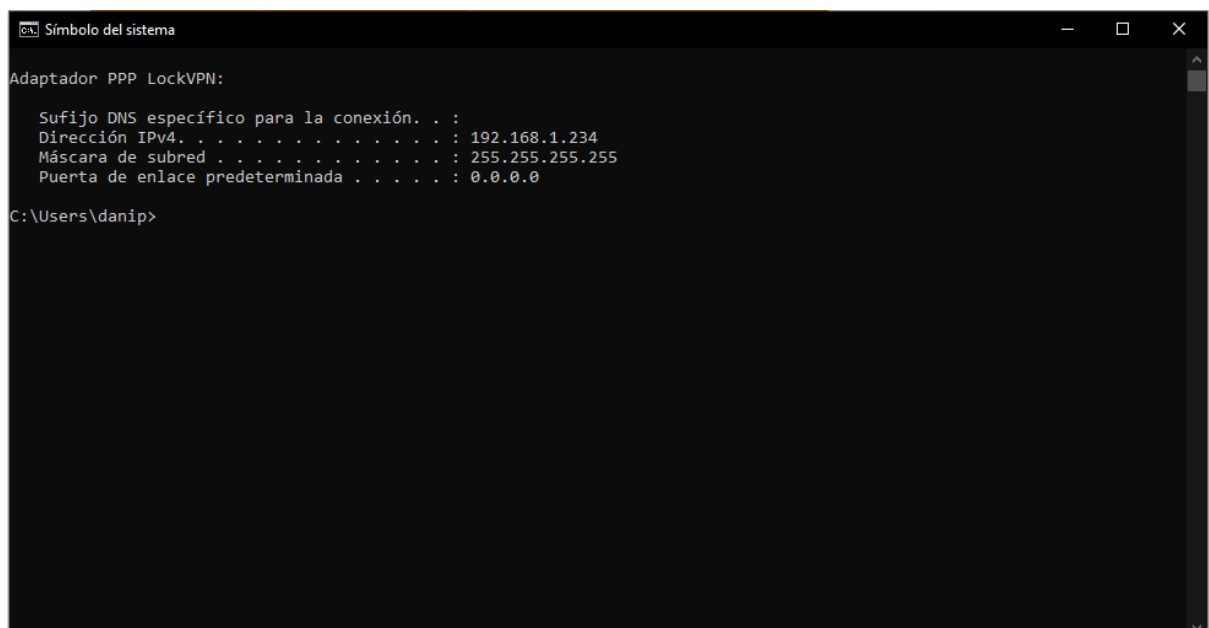 Símbolo del sistema
Adaptador PPP LockVPN:
Sufijo DNS específico para la conexión. . :
Dirección IPv4. . . . . . . . . . . . . . : 192.168.1.234
Máscara de subred . . . . . . . . . . . . : 255.255.255.255
Puerta de enlace predeterminada . . . . . : 0.0.0.0
C:\Users\danip>